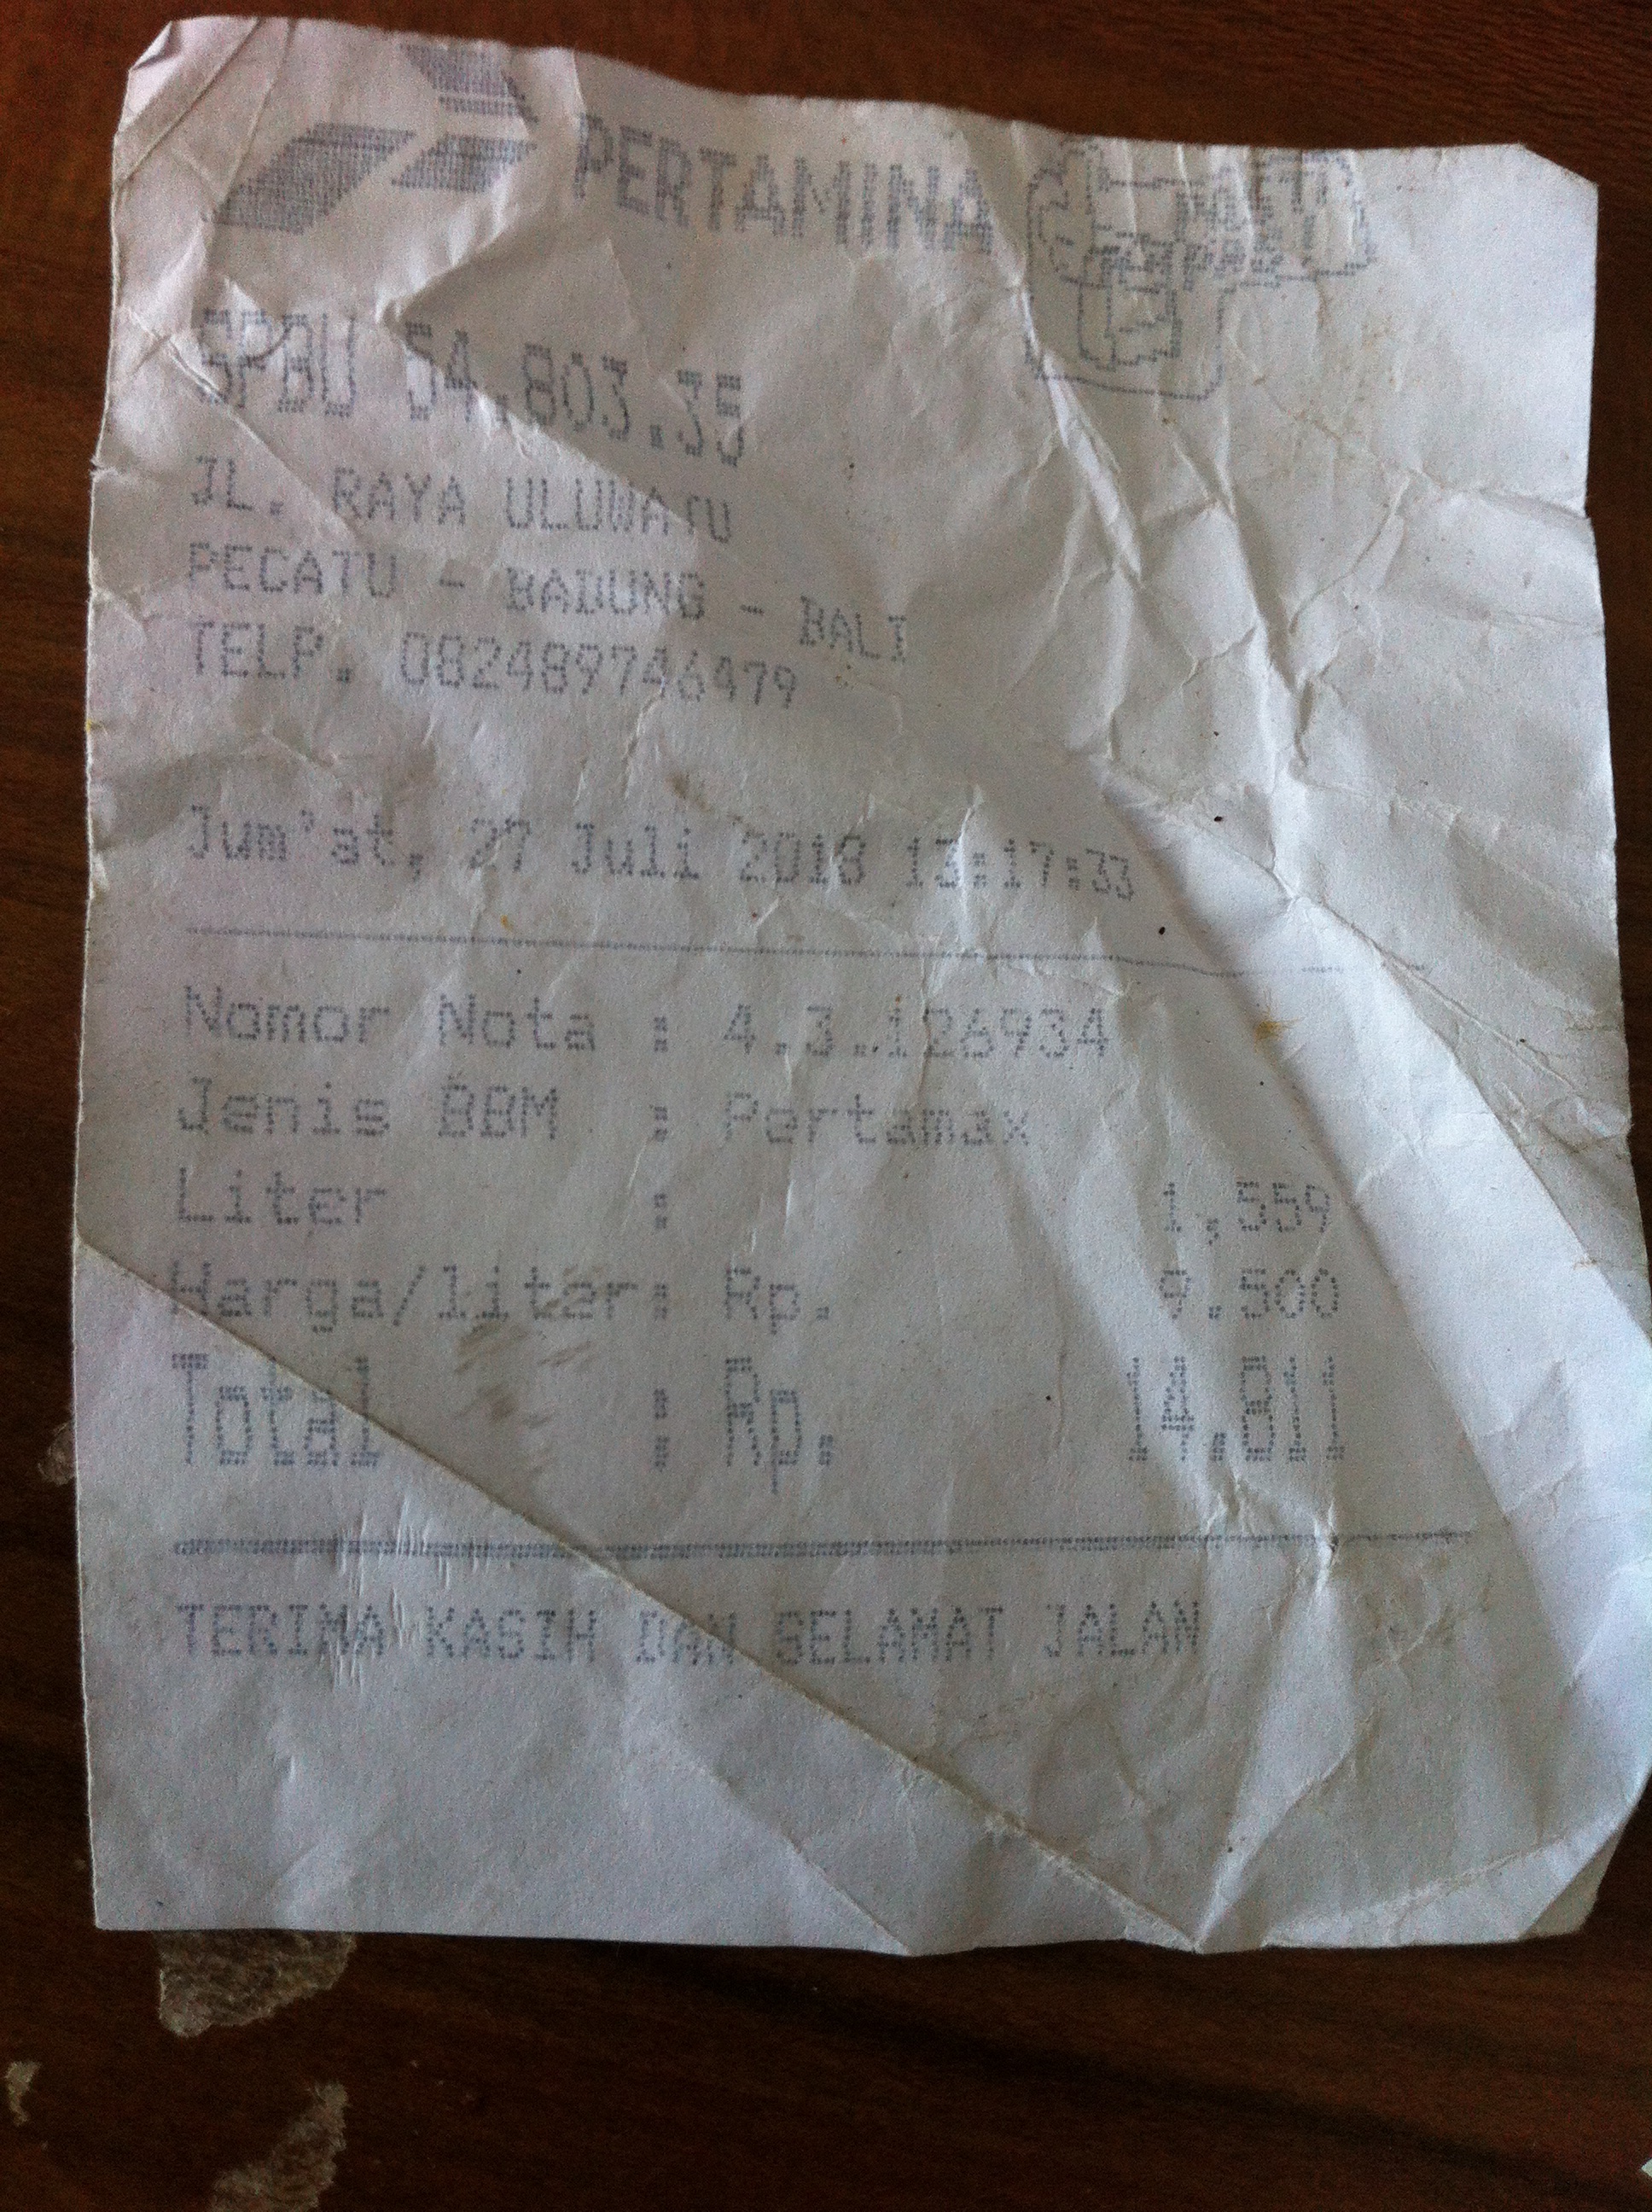 PERTAMINA
SPBU 54.803.35
JL. RAYA ULUWATU
PECATU - BADUNG - BALI
TELP. 082489746979
Jum'at, 27 Juli 2018 13:17:33
Nomor Nota : 4.3.126934
Jenis BBM : Pertamax
Liter : 1,559
Harga/liter: Rp. 9.500
Total : Rp. 14.811
TERIMA KASIH DAN SELAMAT JALAN